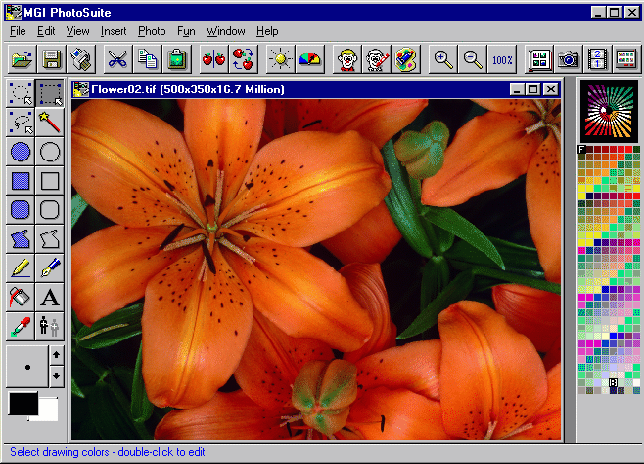 MGI PhotoSuite
File Edit View Insert Photo Fun Window Help
100%
Flower02.tif (500x350x16.7 Million)
A
F
B
Select drawing colors - double-clck to edit